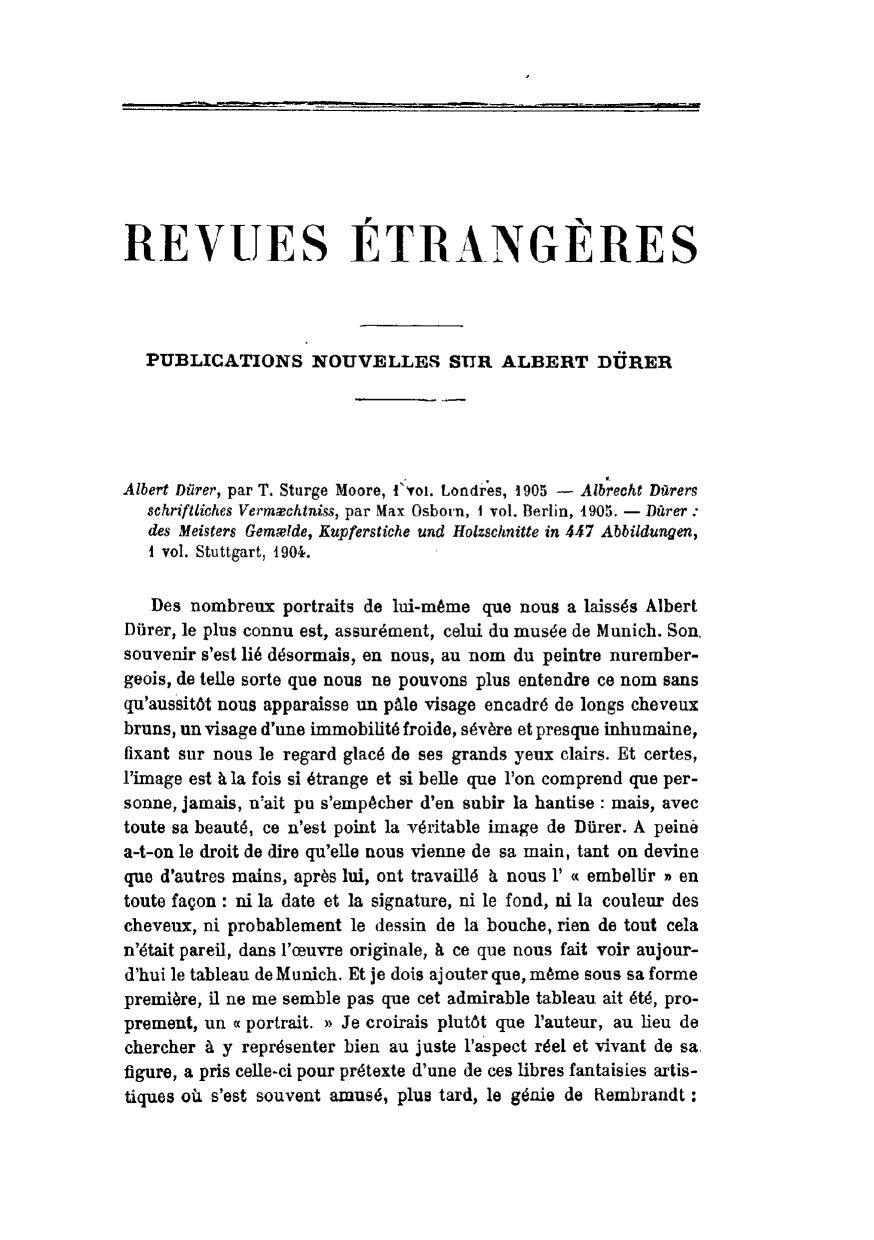 REVUES ÉTRANGÈRES
PUBLICATIONS NOUVELLES SUR ALBERT DÜRER
Albert Dürer, par T. Sturge Moore, 1 vol. Londres, 1905 — Albrecht Dürers
schriftliches Vermæchtniss, par Max Osborn, 1 vol. Berlin, 1905. — Dürer :
des Meisters Gemælde, Kupferstiche und Holzschnitte in 447 Abbildungen,
1 vol. Stuttgart, 1904.
Des nombreux portraits de lui-même que nous a laissés Albert
Dürer, le plus connu est, assurément, celui du musée de Munich. Son
souvenir s'est lié désormais, en nous, au nom du peintre nurember-
geois, de telle sorte que nous ne pouvons plus entendre ce nom sans
qu'aussitôt nous apparaisse un pâle visage encadré de longs cheveux
bruns, un visage d'une immobilité froide, sévère et presque inhumaine,
fixant sur nous le regard glacé de ses grands yeux clairs. Et certes,
l'image est à la fois si étrange et si belle que l'on comprend que per-
sonne, jamais, n'ait pu s'empêcher d'en subir la hantise : mais, avec
toute sa beauté, ce n'est point la véritable image de Dürer. A peine
a-t-on le droit de dire qu'elle nous vienne de sa main, tant on devine
que d'autres mains, après lui, ont travaillé à nous l' « embellir » en
toute façon : ni la date et la signature, ni le fond, ni la couleur des
cheveux, ni probablement le dessin de la bouche, rien de tout cela
n'était pareil, dans l'œuvre originale, à ce que nous fait voir aujour-
d'hui le tableau de Munich. Et je dois ajouter que, même sous sa forme
première, il ne me semble pas que cet admirable tableau ait été, pro-
prement, un « portrait. » Je croirais plutôt que l'auteur, au lieu de
chercher à y représenter bien au juste l'aspect réel et vivant de sa
figure, a pris celle-ci pour prétexte d'une de ces libres fantaisies artis-
tiques où s'est souvent amusé, plus tard, le génie de Rembrandt :